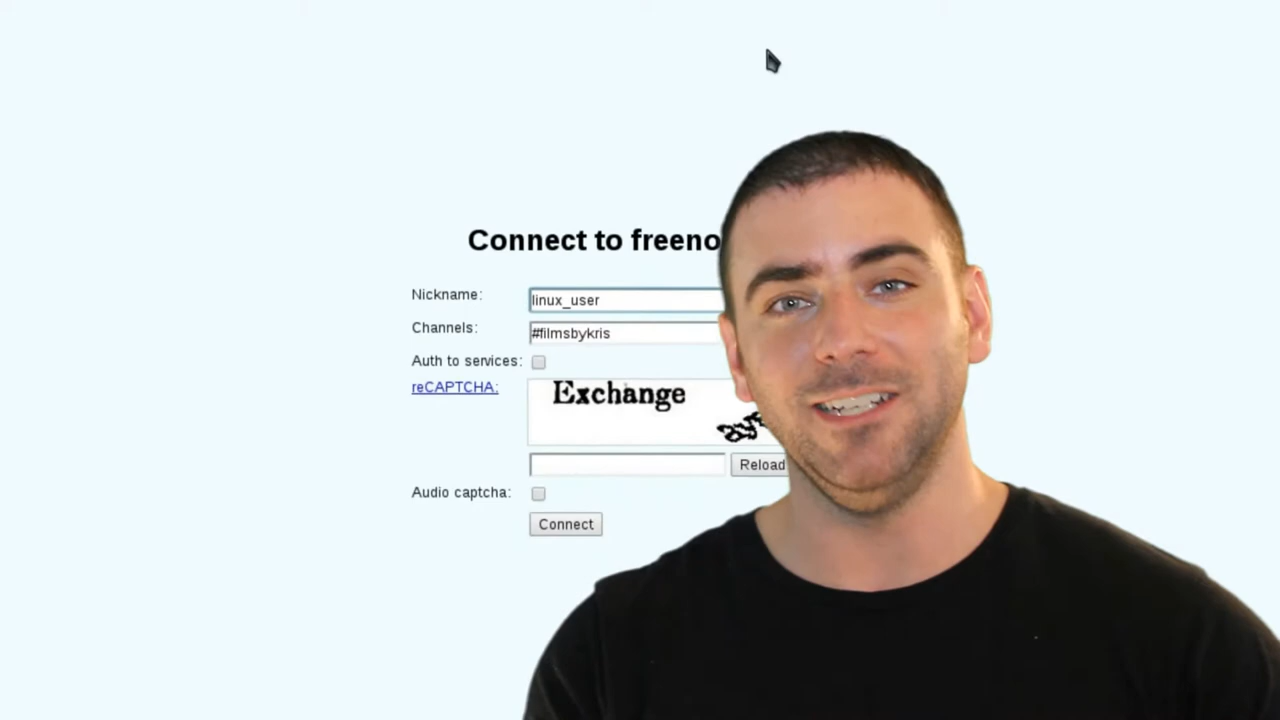 Connect to freeno
Nickname:
linux_user
Channels:
#filmsbykris
Auth to services:
reCAPTCHA:
Exchange
Reload
Audio captcha:
Connect